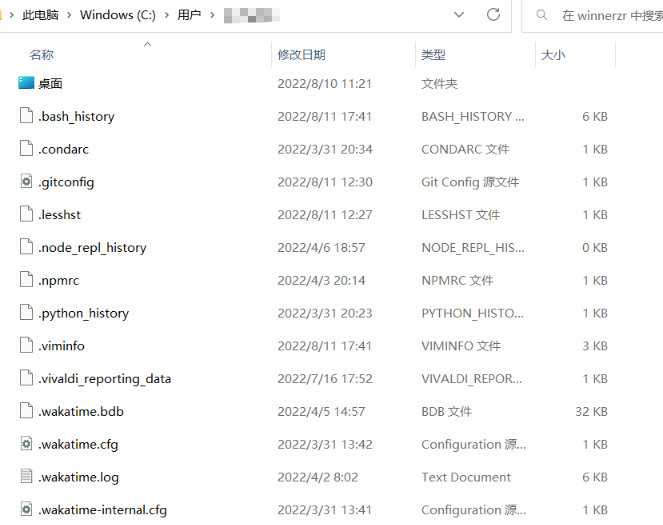 此电脑 › Windows (C:) › 用户 ›
在 winnerzr 中搜索
名称 修改日期 类型 大小
桌面 2022/8/10 11:21 文件夹
.bash_history 2022/8/11 17:41 BASH_HISTORY ... 6 KB
.condarc 2022/3/31 20:34 CONDARC 文件 1 KB
.gitconfig 2022/8/11 12:30 Git Config 源文件 1 KB
.lesshst 2022/8/11 12:27 LESSHST 文件 1 KB
.node_repl_history 2022/4/6 18:57 NODE_REPL_HIS... 0 KB
.npmrc 2022/4/3 20:14 NPMRC 文件 1 KB
.python_history 2022/3/31 20:23 PYTHON_HISTO... 1 KB
.viminfo 2022/8/11 17:41 VIMINFO 文件 3 KB
.vivaldi_reporting_data 2022/7/16 17:52 VIVALDI_REPOR... 1 KB
.wakatime.bdb 2022/4/5 14:57 BDB 文件 32 KB
.wakatime.cfg 2022/3/31 13:42 Configuration 源... 1 KB
.wakatime.log 2022/4/2 8:02 Text Document 6 KB
.wakatime-internal.cfg 2022/3/31 13:41 Configuration 源... 1 KB